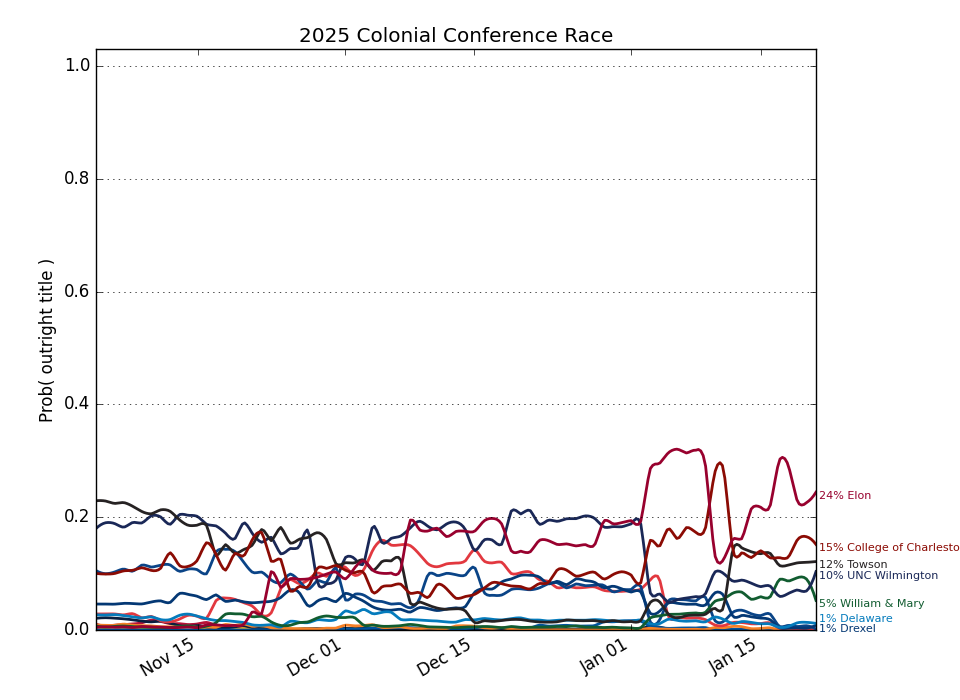 2025 Colonial Conference Race
Prob( outright title )
1.0
0.8
0.6
0.4
0.2
0.0
Nov 15
Dec 01
Dec 15
Jan 01
Jan 15
24% Elon
15% College of Charlesto
12% Towson
10% UNC Wilmington
5% William & Mary
1% Delaware
1% Drexel